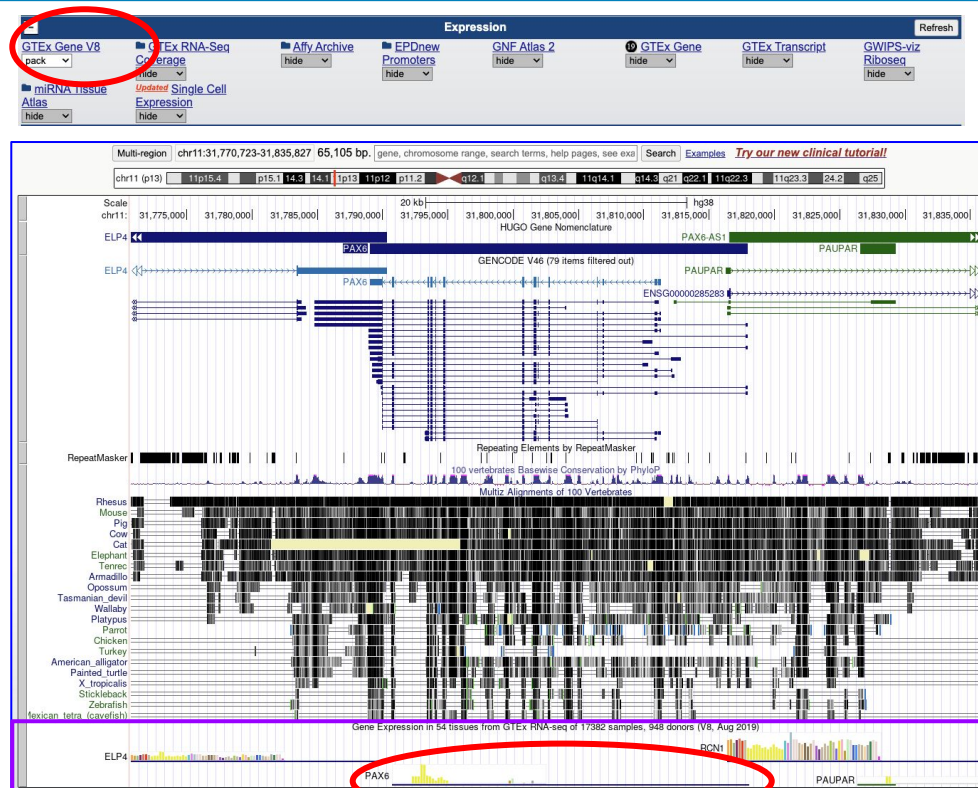 Expression
Refresh
GTEx Gene V8
GTEx RNA-Seq Coverage
Affy Archive
EPDnew Promoters
GNF Atlas 2
GTEx Gene
GTEx Transcript
GWIPS-viz Riboseq
pack
hide
hide
hide
hide
hide
hide
hide
miRNA Tissue Atlas
Updated Single Cell Expression
hide
hide
Multi-region chr11:31,770,723-31,835,827 65,105 bp. gene, chromosome range, search terms, help pages, see exa Search Examples Try our new clinical tutorial!
chr11 (p13) 11p15.4 p15.1 14.3 14.1 1p13 11p12 p11.2 q12.1 q13.4 11q14.1 q14.3 q21 q22.1 11q22.3 11q23.3 24.2 q25
Scale 20 kb hg38
chr11: 31,775,000 31,780,000 31,785,000 31,790,000 31,795,000 31,800,000 31,805,000 31,810,000 31,815,000 31,820,000 31,825,000 31,830,000 31,835,000
HUGO Gene Nomenclature
ELP4 PAX6-AS1
PAX6 PAUPAR
GENCODE V46 (79 items filtered out)
ELP4 PAUPAR
PAX6
ENSG00000285283
Repeating Elements by RepeatMasker
RepeatMasker
100 vertebrates Basewise Conservation by PhyloP
Multiz Alignments of 100 Vertebrates
Rhesus
Mouse
Pig
Cow
Cat
Elephant
Tenrec
Armadillo
Opossum
Tasmanian_devil
Wallaby
Platypus
Parrot
Chicken
Turkey
American_alligator
Painted_turtle
X_tropicalis
Stickleback
Zebrafish
Mexican_tetra_(cavefish)
Gene Expression in 54 tissues from GTEx RNA-seq of 17382 samples, 948 donors (V8, Aug 2019)
RCN1
ELP4
PAX6 PAUPAR